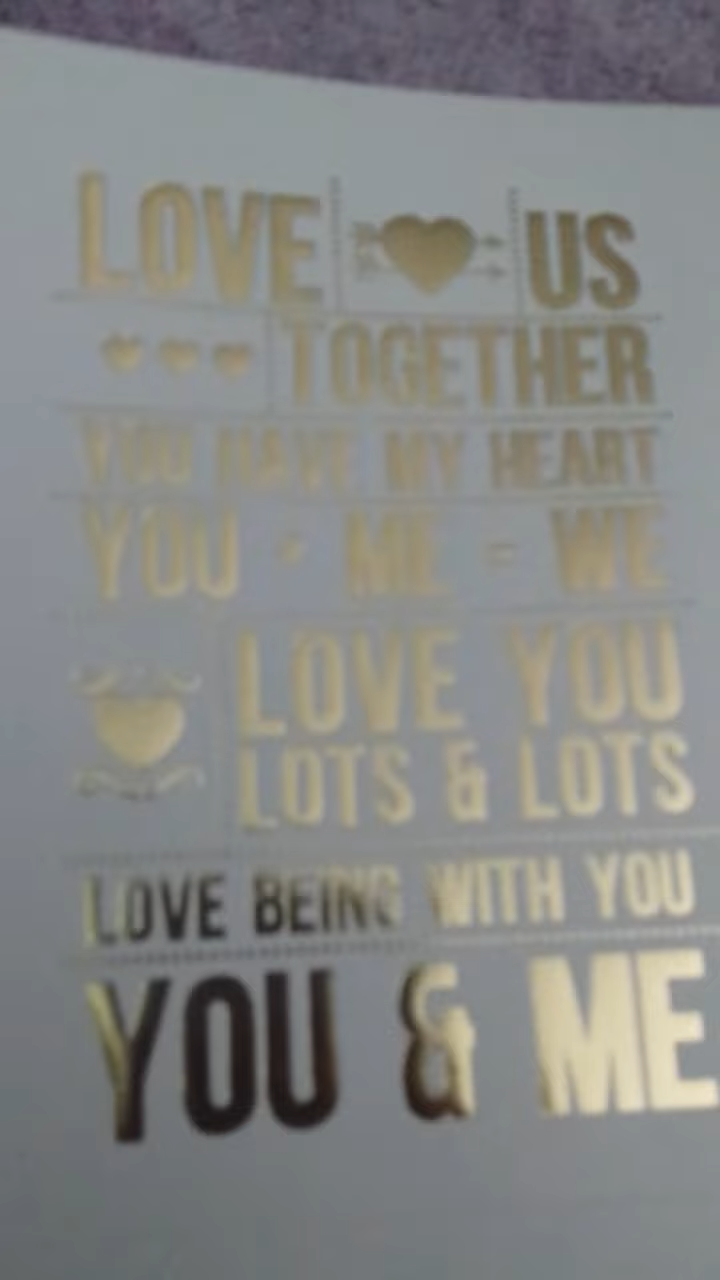 LOVE US
TOGETHER
YOU HAVE MY HEART
YOU + ME = WE
LOVE YOU
LOTS & LOTS
LOVE BEING WITH YOU
YOU & ME